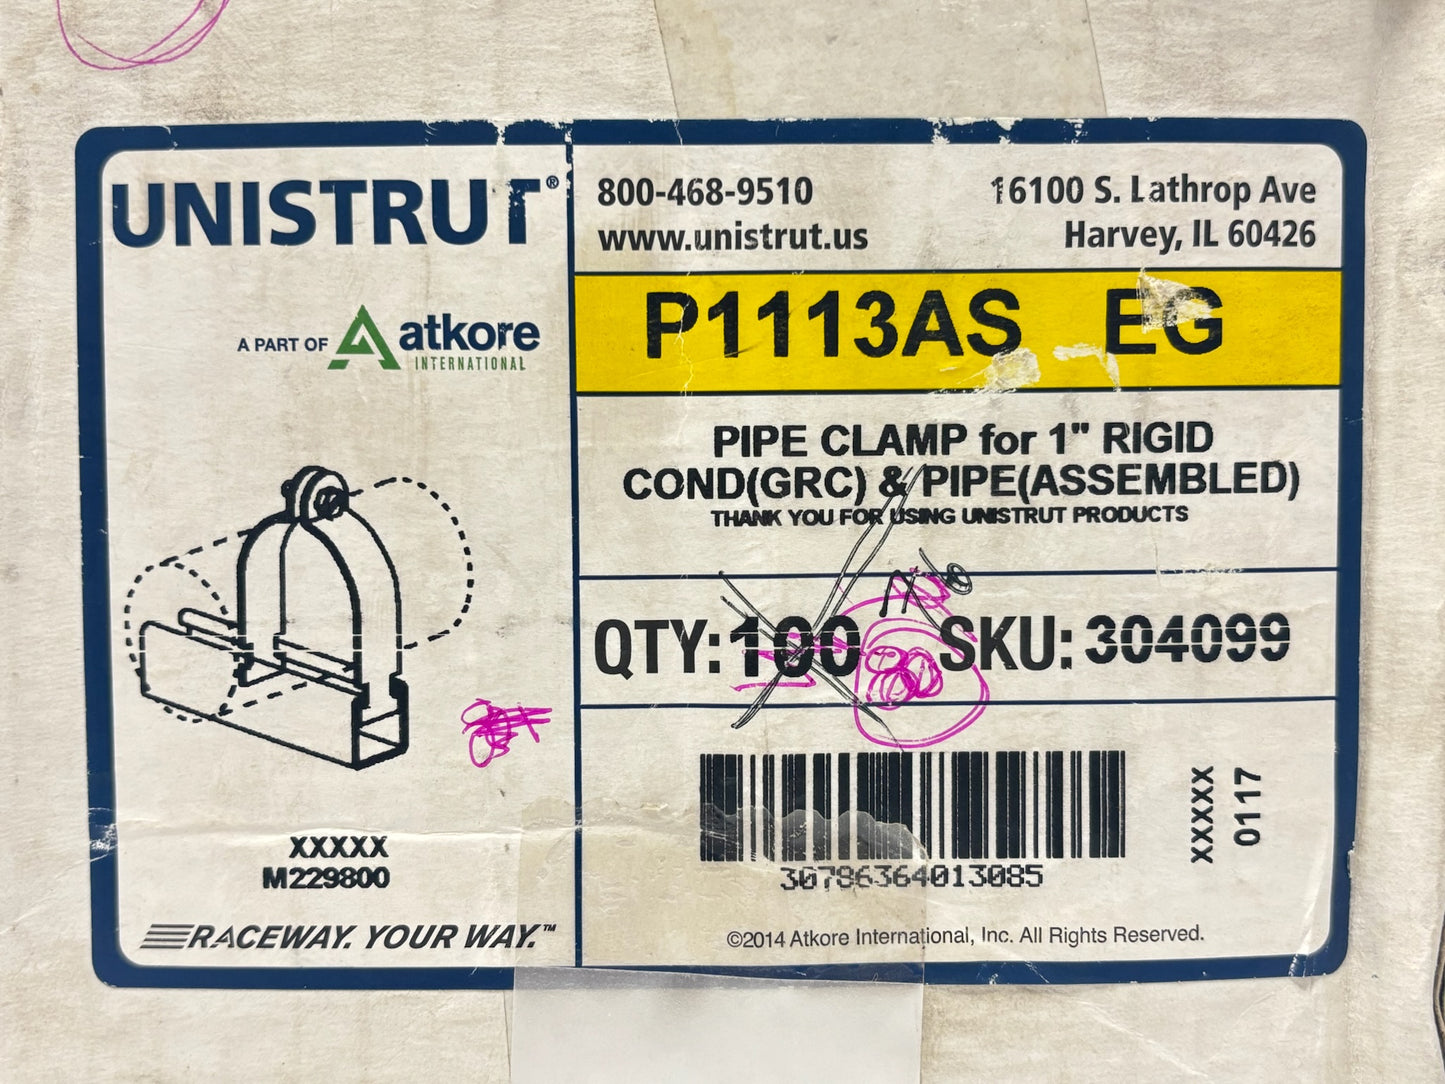 UNISTRUT®
A PART OF atkore
INTERNATIONAL
XXXXX
M229800
RACEWAY. YOUR WAY.™
800-468-9510
www.unistrut.us
16100 S. Lathrop Ave
Harvey, IL 60426
P1113AS EG
PIPE CLAMP for 1" RIGID
COND(GRC) & PIPE(ASSEMBLED)
THANK YOU FOR USING UNISTRUT PRODUCTS
QTY: 100 SKU: 304099
30786364013085
XXXXX
0117
©2014 Atkore International, Inc. All Rights Reserved.